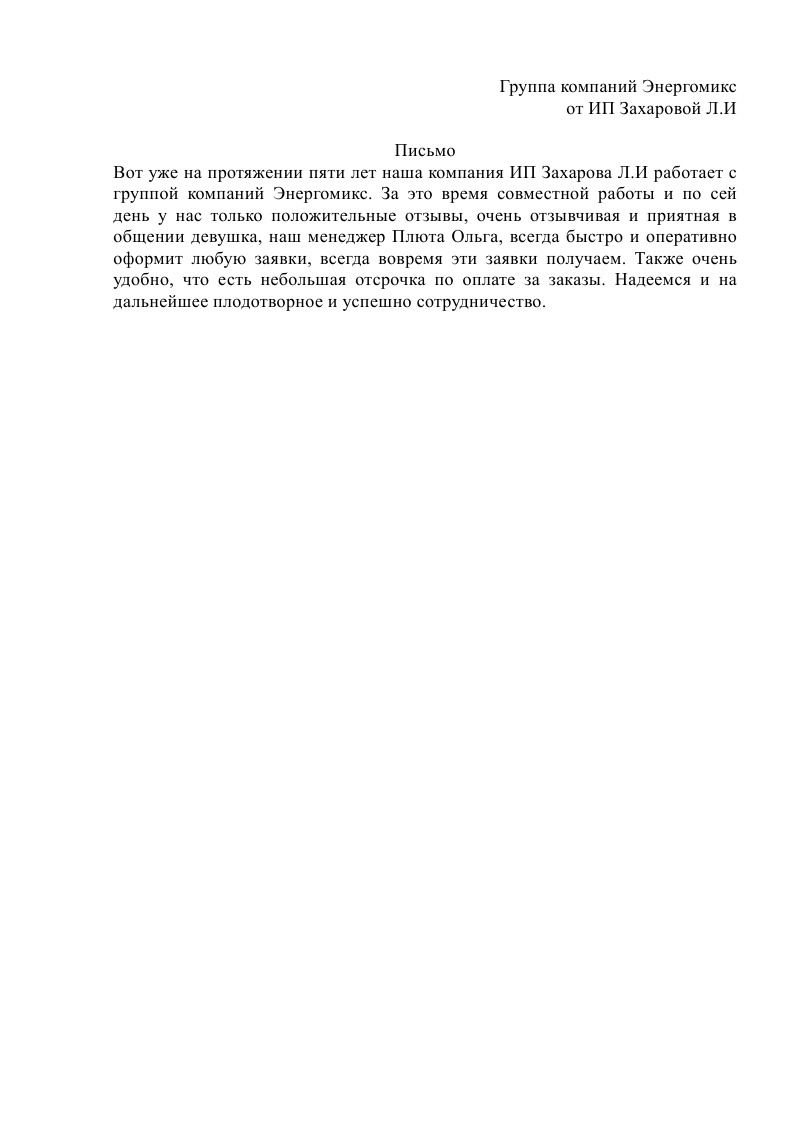 Группа компаний Энергомикс
от ИП Захаровой Л.И
Письмо
Вот уже на протяжении пяти лет наша компания ИП Захарова Л.И работает с
группой компаний Энергомикс. За это время совместной работы и по сей
день у нас только положительные отзывы, очень отзывчивая и приятная в
общении девушка, наш менеджер Плюта Ольга, всегда быстро и оперативно
оформит любую заявки, всегда вовремя эти заявки получаем. Также очень
удобно, что есть небольшая отсрочка по оплате за заказы. Надеемся и на
дальнейшее плодотворное и успешно сотрудничество.